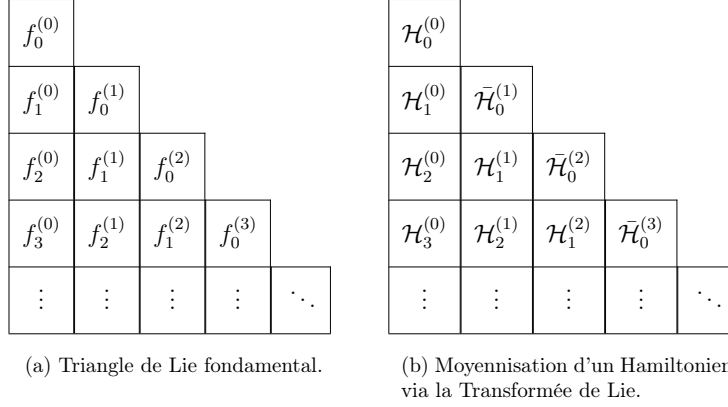 f_0^{(0)}
f_1^{(0)} f_0^{(1)}
f_2^{(0)} f_1^{(1)} f_0^{(2)}
f_3^{(0)} f_2^{(1)} f_1^{(2)} f_0^{(3)}
⋮ ⋮ ⋮ ⋮ ⋱
(a) Triangle de Lie fondamental.
ℋ_0^{(0)}
ℋ_1^{(0)} ℋ̄_0^{(1)}
ℋ_2^{(0)} ℋ_1^{(1)} ℋ̄_0^{(2)}
ℋ_3^{(0)} ℋ_2^{(1)} ℋ_1^{(2)} ℋ̄_0^{(3)}
⋮ ⋮ ⋮ ⋮ ⋱
(b) Moyennisation d'un Hamiltonien
via la Transformée de Lie.